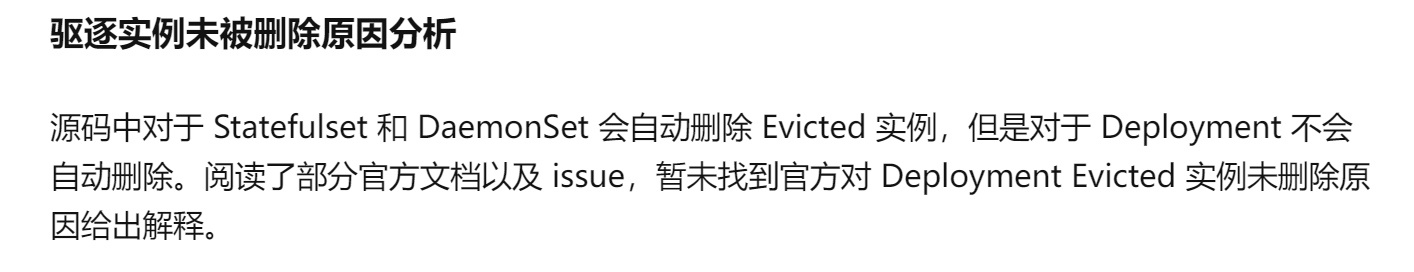 驱逐实例未被删除原因分析
源码中对于 Statefulset 和 DaemonSet 会自动删除 Evicted 实例，但是对于 Deployment 不会
自动删除。阅读了部分官方文档以及 issue，暂未找到官方对 Deployment Evicted 实例未删除原
因给出解释。